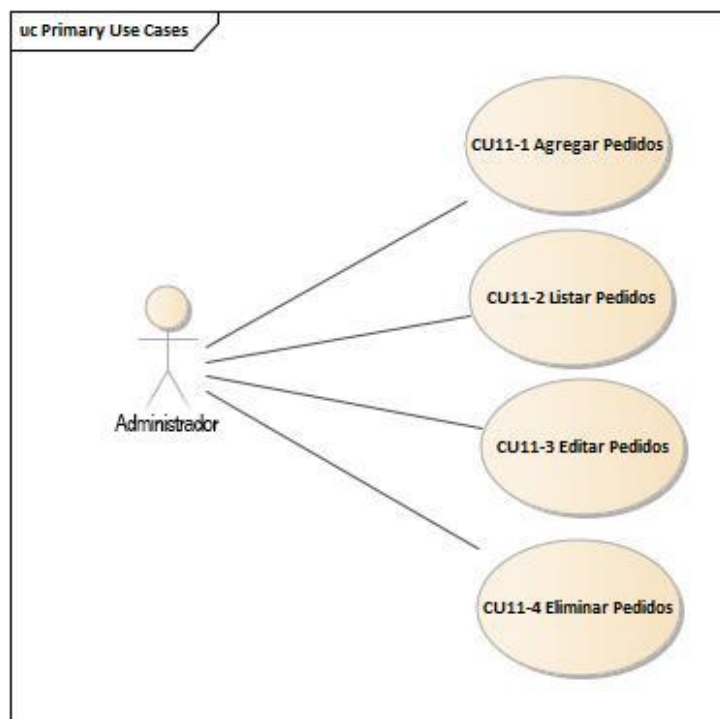 uc Primary Use Cases
CU11-1 Agregar Pedidos
CU11-2 Listar Pedidos
Administrador
CU11-3 Editar Pedidos
CU11-4 Eliminar Pedidos